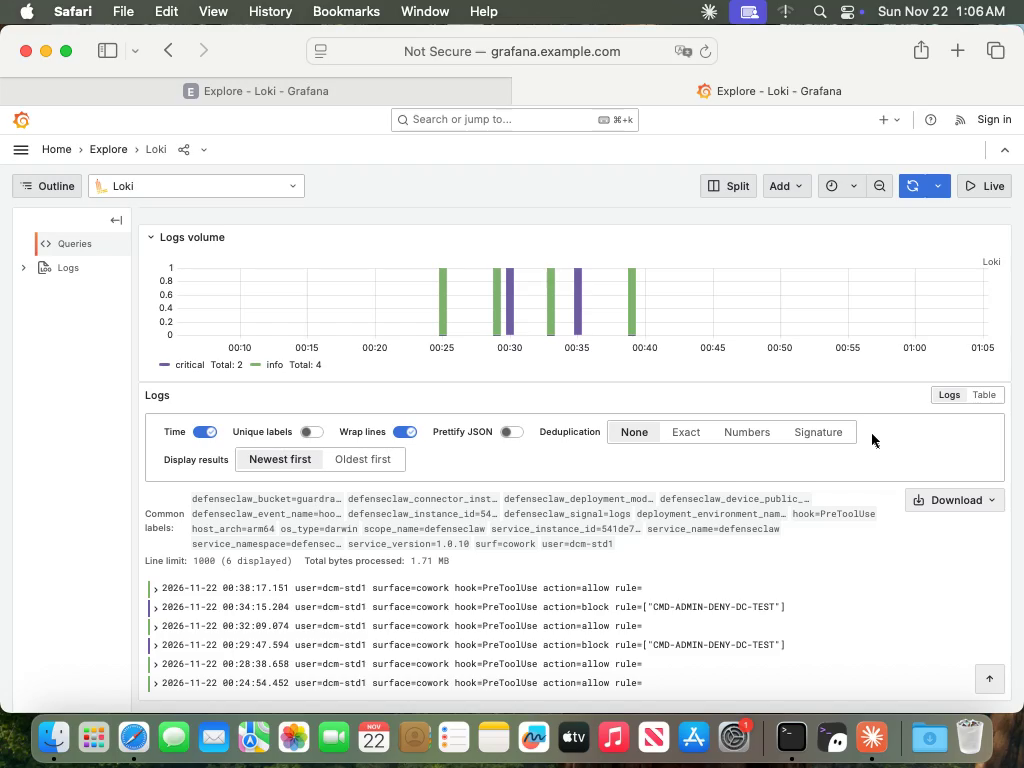 Safari File Edit View History Bookmarks Window Help Sun Nov 22 1:06 AM
Not Secure — grafana.example.com
E Explore - Loki - Grafana
Explore - Loki - Grafana
Search or jump to... ⌘+k Sign in
Home › Explore › Loki
Outline Loki Split Add Live
Queries
Logs
Logs volume
Loki
1
0.8
0.6
0.4
0.2
0
00:10 00:15 00:20 00:25 00:30 00:35 00:40 00:45 00:50 00:55 01:00 01:05
critical Total: 2 info Total: 4
Logs Logs Table
Time Unique labels Wrap lines Prettify JSON Deduplication None Exact Numbers Signature
Display results Newest first Oldest first
Download
Common labels:
defenseclaw_bucket=guardra… defenseclaw_connector_inst… defenseclaw_deployment_mod… defenseclaw_device_public_…
defenseclaw_event_name=hoo… defenseclaw_instance_id=54… defenseclaw_signal=logs deployment_environment_nam… hook=PreToolUse
host_arch=arm64 os_type=darwin scope_name=defenseclaw service_instance_id=541de7… service_name=defenseclaw
service_namespace=defensec… service_version=1.0.10 surf=cowork user=dcm-std1
Line limit: 1000 (6 displayed) Total bytes processed: 1.71 MB
2026-11-22 00:38:17.151 user=dcm-std1 surface=cowork hook=PreToolUse action=allow rule=
2026-11-22 00:34:15.204 user=dcm-std1 surface=cowork hook=PreToolUse action=block rule=["CMD-ADMIN-DENY-DC-TEST"]
2026-11-22 00:32:09.074 user=dcm-std1 surface=cowork hook=PreToolUse action=allow rule=
2026-11-22 00:29:47.594 user=dcm-std1 surface=cowork hook=PreToolUse action=block rule=["CMD-ADMIN-DENY-DC-TEST"]
2026-11-22 00:28:38.658 user=dcm-std1 surface=cowork hook=PreToolUse action=allow rule=
2026-11-22 00:24:54.452 user=dcm-std1 surface=cowork hook=PreToolUse action=allow rule=
NOV
22
tv
1